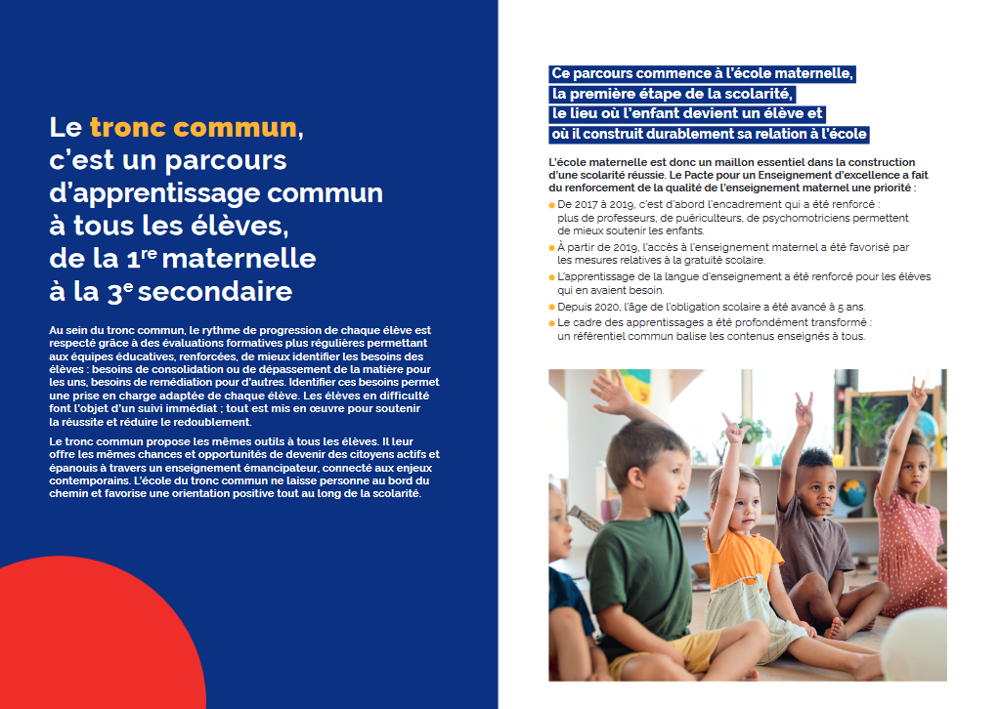 Le tronc commun,
c'est un parcours
d'apprentissage commun
à tous les élèves,
de la 1re maternelle
à la 3e secondaire
Au sein du tronc commun, le rythme de progression de chaque élève est
respecté grâce à des évaluations formatives plus régulières permettant
aux équipes éducatives, renforcées, de mieux identifier les besoins des
élèves : besoins de consolidation ou de dépassement de la matière pour
les uns, besoins de remédiation pour d'autres. Identifier ces besoins permet
une prise en charge adaptée de chaque élève. Les élèves en difficulté
font l'objet d'un suivi immédiat ; tout est mis en œuvre pour soutenir
la réussite et réduire le redoublement.
Le tronc commun propose les mêmes outils à tous les élèves. Il leur
offre les mêmes chances et opportunités de devenir des citoyens actifs et
épanouis à travers un enseignement émancipateur, connecté aux enjeux
contemporains. L'école du tronc commun ne laisse personne au bord du
chemin et favorise une orientation positive tout au long de la scolarité.
Ce parcours commence à l'école maternelle,
la première étape de la scolarité,
le lieu où l'enfant devient un élève et
où il construit durablement sa relation à l'école
L'école maternelle est donc un maillon essentiel dans la construction
d'une scolarité réussie. Le Pacte pour un Enseignement d'excellence a fait
du renforcement de la qualité de l'enseignement maternel une priorité :
● De 2017 à 2019, c'est d'abord l'encadrement qui a été renforcé :
plus de professeurs, de puériculteurs, de psychomotriciens permettent
de mieux soutenir les enfants.
● À partir de 2019, l'accès à l'enseignement maternel a été favorisé par
les mesures relatives à la gratuité scolaire.
● L'apprentissage de la langue d'enseignement a été renforcé pour les élèves
qui en avaient besoin.
● Depuis 2020, l'âge de l'obligation scolaire a été avancé à 5 ans.
● Le cadre des apprentissages a été profondément transformé :
un référentiel commun balise les contenus enseignés à tous.